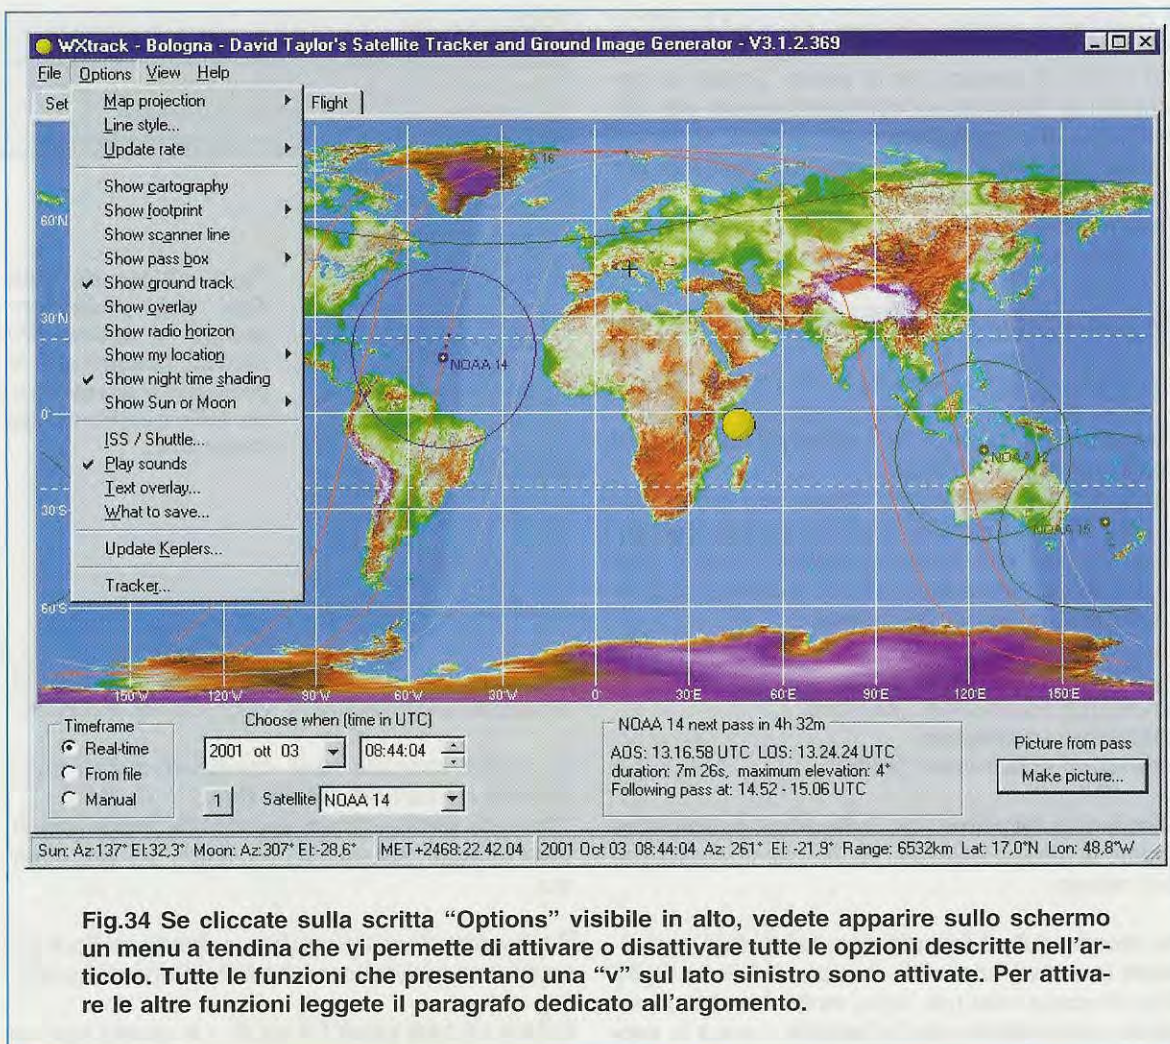 WXtrack - Bologna - David Taylor's Satellite Tracker and Ground Image Generator - V3.1.2.369
File Options View Help
Set Flight
Map projection
Line style...
Update rate
Show cartography
Show footprint
Show scanner line
Show pass box
Show ground track
Show overlay
Show radio horizon
Show my location
Show night time shading
Show Sun or Moon
ISS / Shuttle...
Play sounds
Text overlay...
What to save...
Update Keplers...
Tracker...
60°N
30°N
0°
30°S
60°S
NOAA 14
NOAA 12
NOAA 15
150°W 120°W 90°W 60°W 30°W 0° 30°E 60°E 90°E 120°E 150°E
Timeframe
Real-time
From file
Manual
Choose when (time in UTC)
2001 ott 03 08:44:04
1 Satellite NOAA 14
NOAA 14 next pass in 4h 32m
AOS: 13.16.58 UTC LOS: 13.24.24 UTC
duration: 7m 26s, maximum elevation: 4°
Following pass at: 14.52 - 15.06 UTC
Picture from pass
Make picture...
Sun: Az:137° El:32,3° Moon: Az:307° El:-28,6° MET+2468:22.42.04 2001 Oct 03 08:44:04 Az: 261° El: -21,9° Range: 6532km Lat: 17,0°N Lon: 48,8°W
Fig.34 Se cliccate sulla scritta “Options” visibile in alto, vedete apparire sullo schermo
un menu a tendina che vi permette di attivare o disattivare tutte le opzioni descritte nell'ar-
ticolo. Tutte le funzioni che presentano una “v” sul lato sinistro sono attivate. Per attiva-
re le altre funzioni leggete il paragrafo dedicato all'argomento.